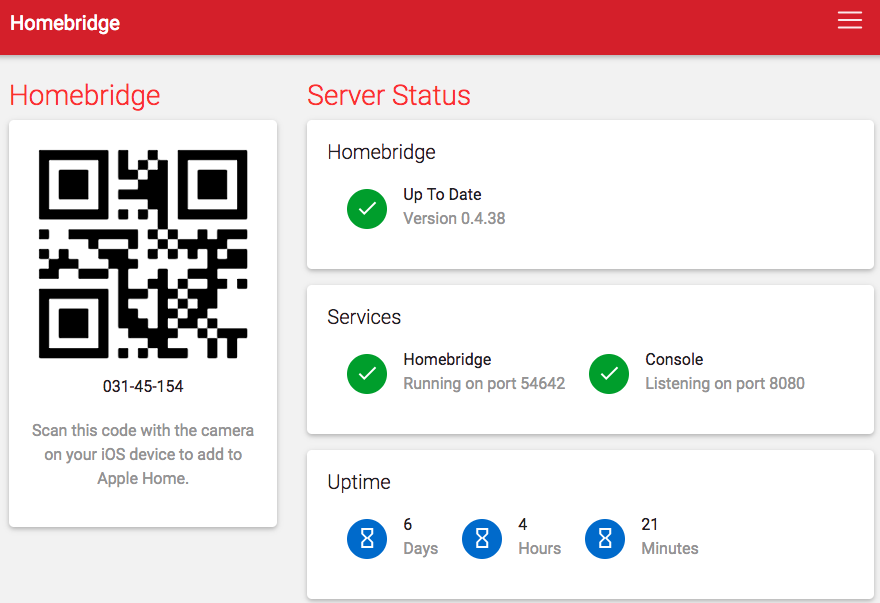 Homebridge
Homebridge
031-45-154
Scan this code with the camera
on your iOS device to add to
Apple Home.
Server Status
Homebridge
Up To Date
Version 0.4.38
Services
Homebridge
Running on port 54642
Console
Listening on port 8080
Uptime
6
Days
4
Hours
21
Minutes